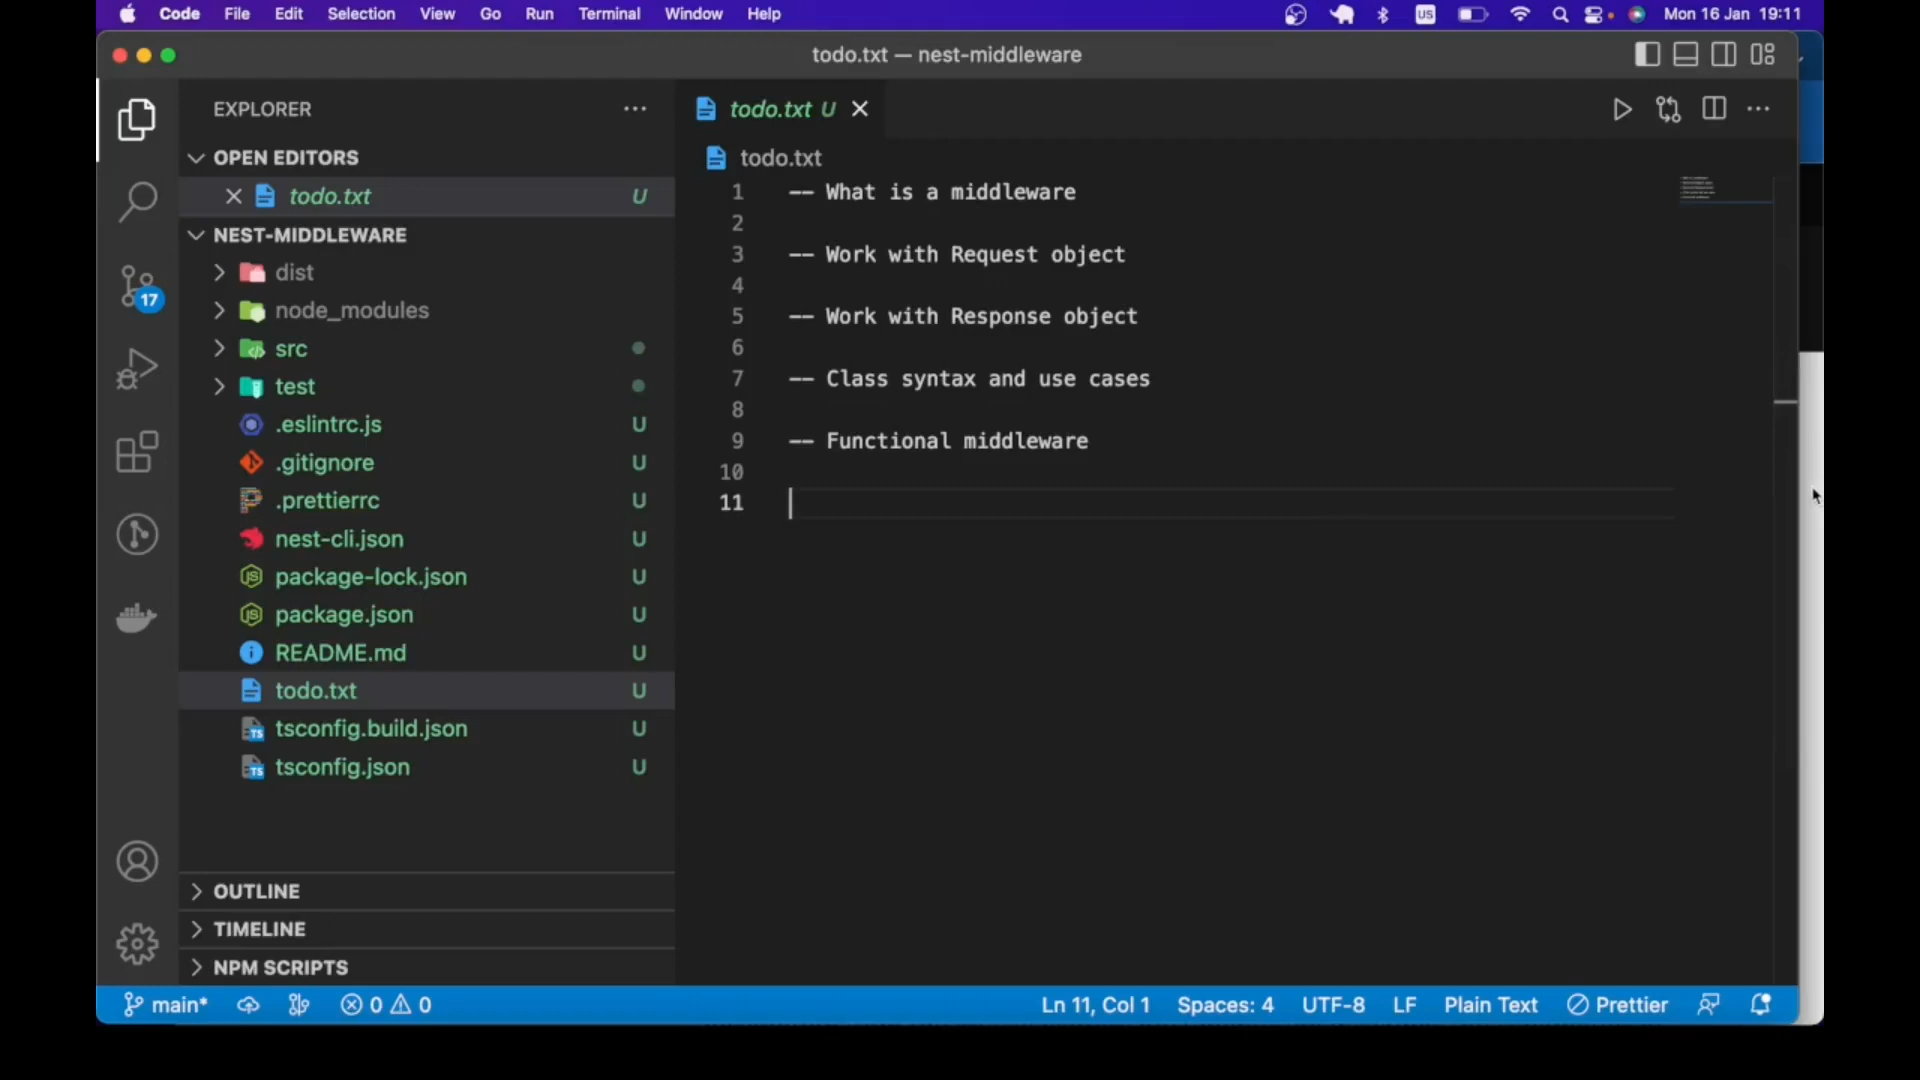 Code File Edit Selection View Go Run Terminal Window Help US Mon 16 Jan 19:11
todo.txt — nest-middleware
EXPLORER
OPEN EDITORS
todo.txt U
NEST-MIDDLEWARE
dist
node_modules
src
test
.eslintrc.js U
.gitignore U
.prettierrc U
nest-cli.json U
package-lock.json U
package.json U
README.md U
todo.txt U
tsconfig.build.json U
tsconfig.json U
OUTLINE
TIMELINE
NPM SCRIPTS
17
todo.txt U
todo.txt
1 -- What is a middleware
2
3 -- Work with Request object
4
5 -- Work with Response object
6
7 -- Class syntax and use cases
8
9 -- Functional middleware
10
11
main* 0 0 Ln 11, Col 1 Spaces: 4 UTF-8 LF Plain Text Prettier